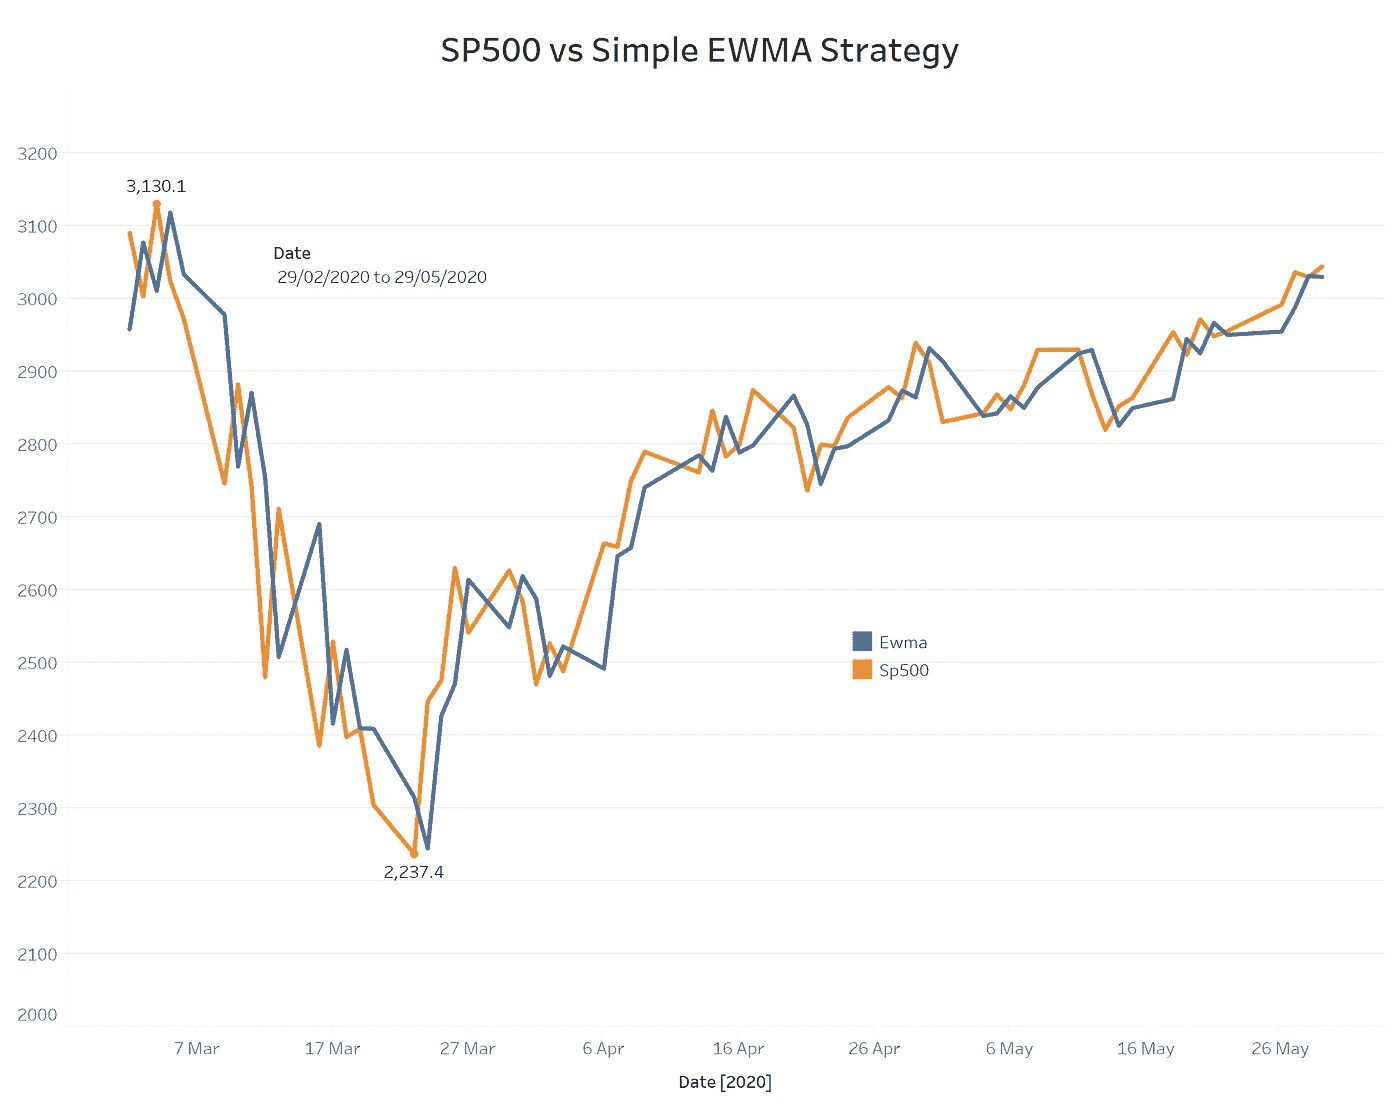 SP500 vs Simple EWMA Strategy
3200
3,130.1
3100
Date
29/02/2020 to 29/05/2020
3000
2900
2800
2700
2600
Ewma
2500
Sp500
2400
2300
2,237.4
2200
2100
2000
7 Mar 17 Mar 27 Mar 6 Apr 16 Apr 26 Apr 6 May 16 May 26 May
Date [2020]